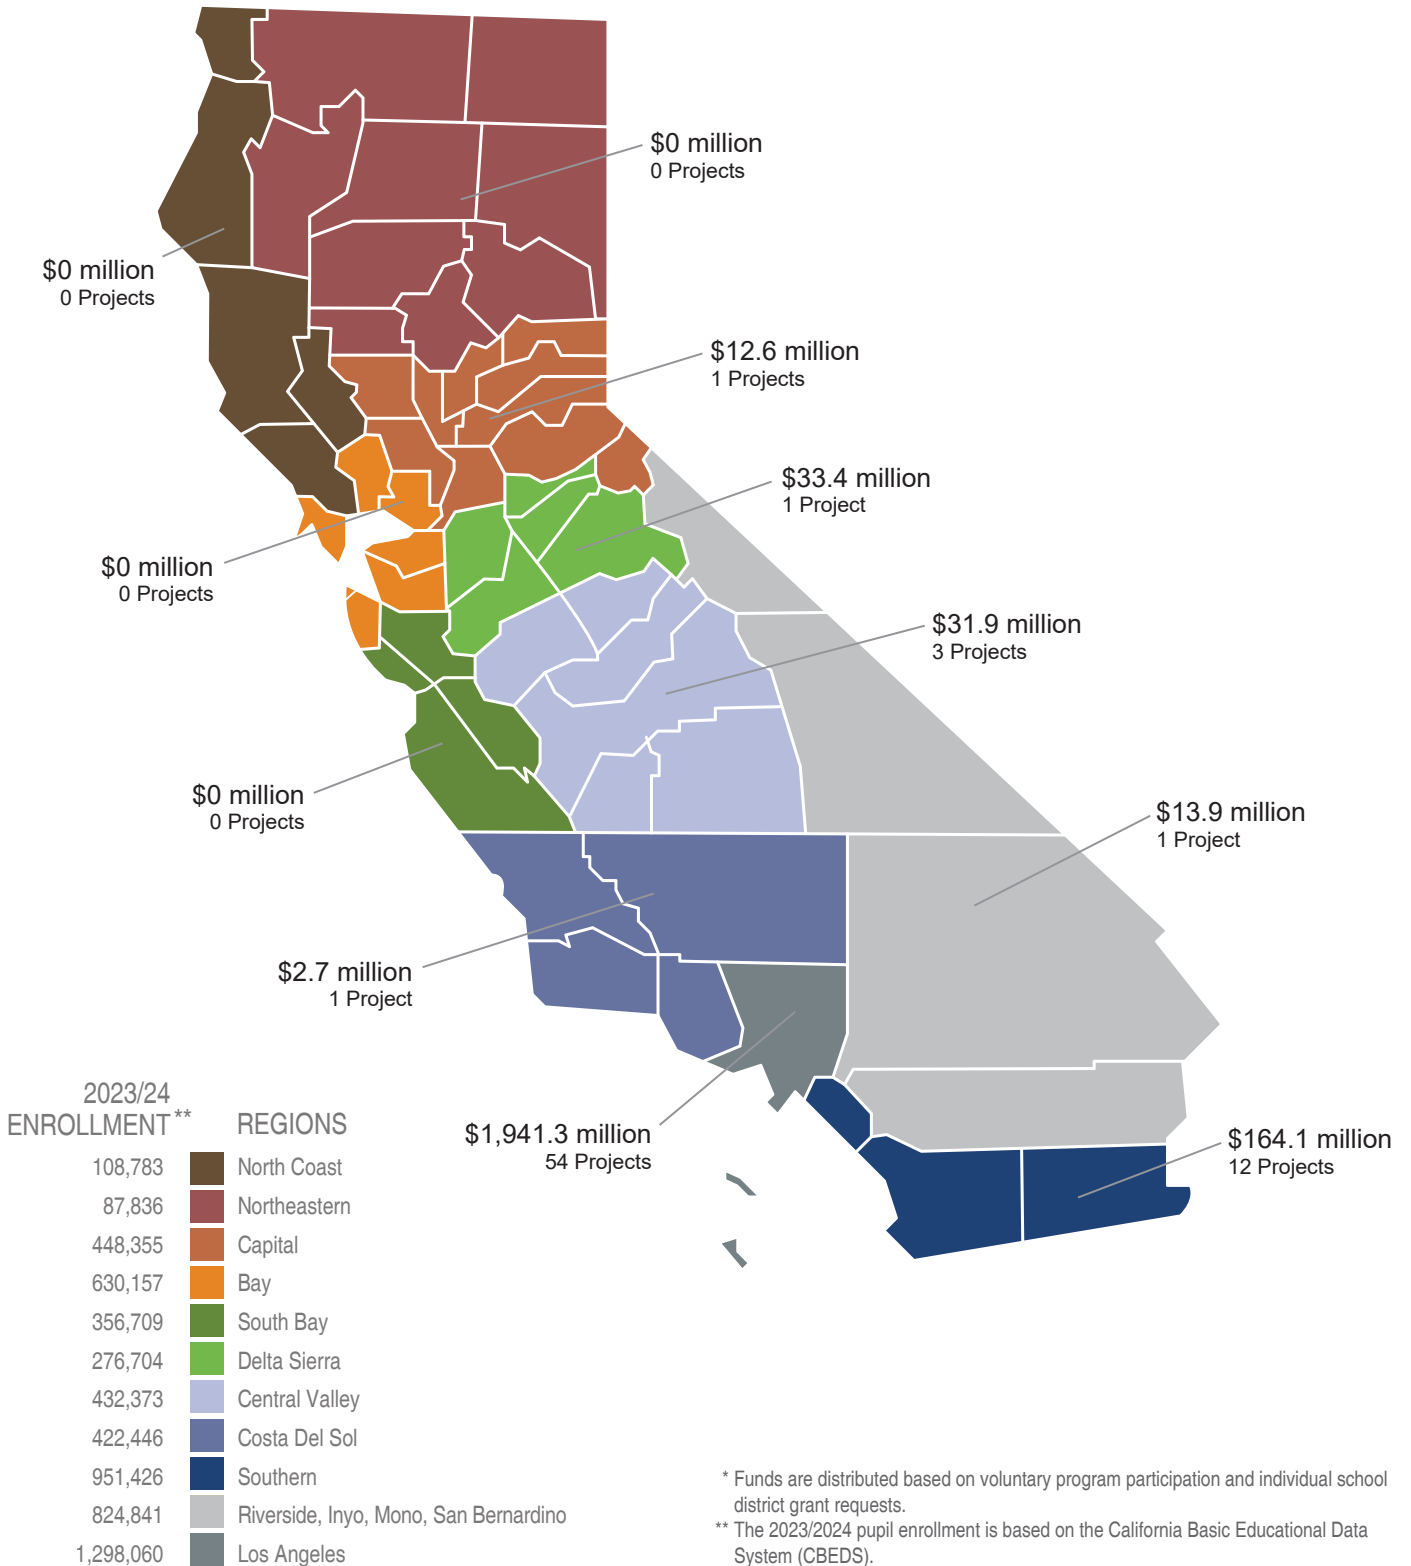 $0 million
0 Projects
$0 million
0 Projects
$12.6 million
1 Projects
$33.4 million
1 Project
$0 million
0 Projects
$31.9 million
3 Projects
$0 million
0 Projects
$13.9 million
1 Project
$2.7 million
1 Project
$1,941.3 million
54 Projects
$164.1 million
12 Projects
2023/24
ENROLLMENT** REGIONS
108,783 North Coast
87,836 Northeastern
448,355 Capital
630,157 Bay
356,709 South Bay
276,704 Delta Sierra
432,373 Central Valley
422,446 Costa Del Sol
951,426 Southern
824,841 Riverside, Inyo, Mono, San Bernardino
1,298,060 Los Angeles
* Funds are distributed based on voluntary program participation and individual school
district grant requests.
** The 2023/2024 pupil enrollment is based on the California Basic Educational Data
System (CBEDS).